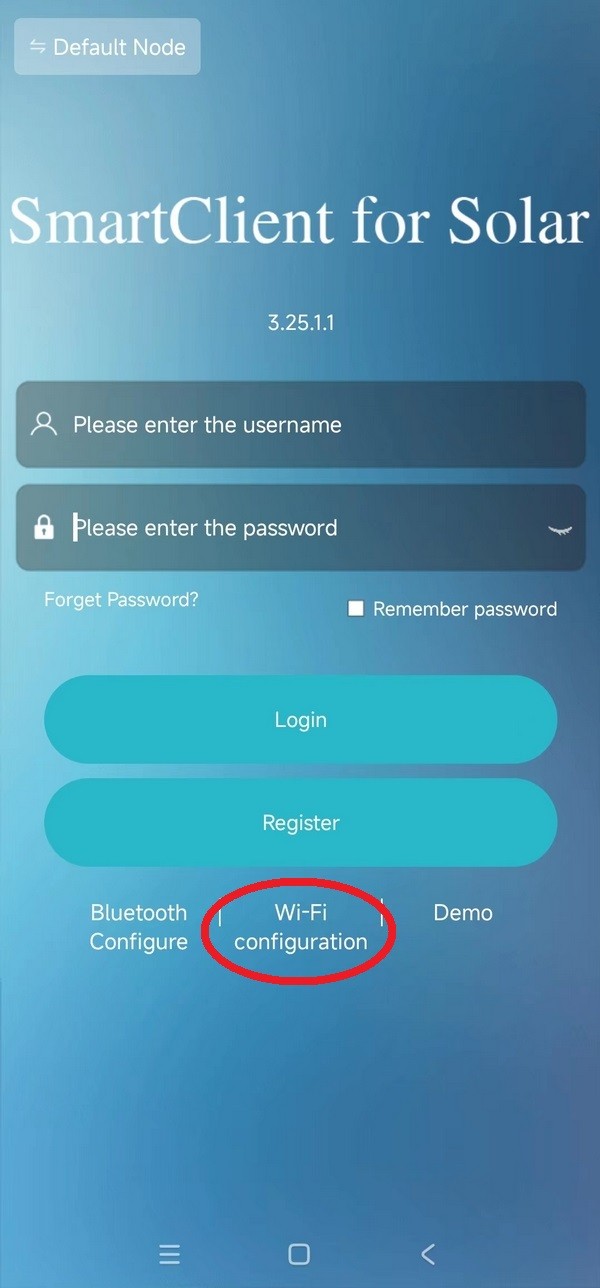 Default Node
SmartClient for Solar
3.25.1.1
Please enter the username
Please enter the password
Forget Password?
Remember password
Login
Register
Bluetooth
Configure
Wi-Fi
configuration
Demo